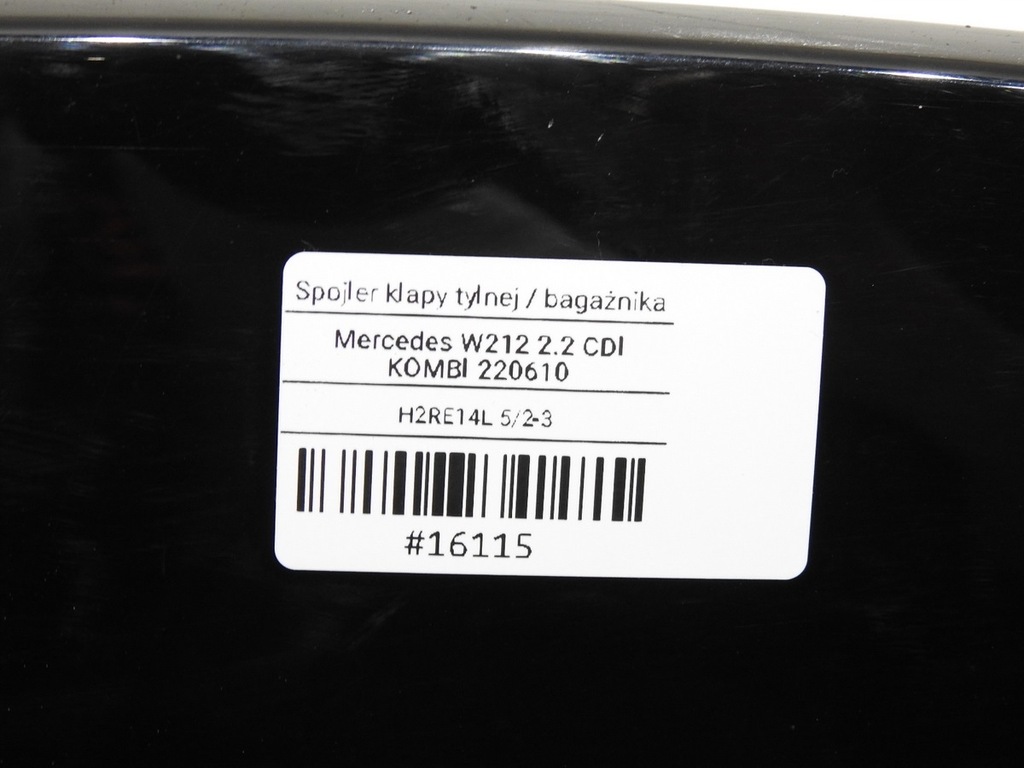 Spojler klapy tylnej / bagażnika
Mercedes W212 2.2 CDI
KOMBI 220610
H2RE14L 5/2-3
#16115